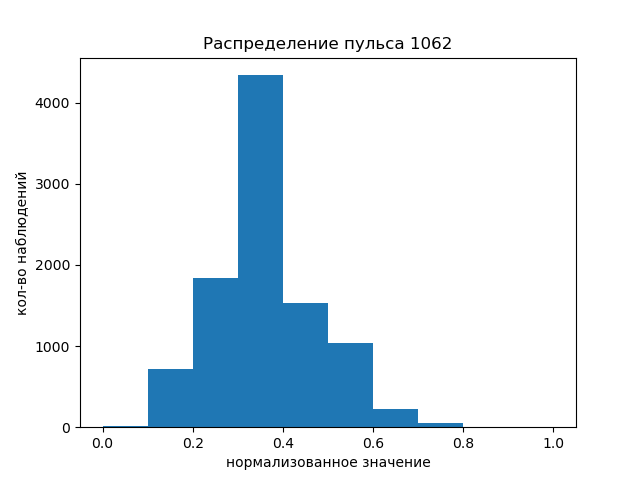 Распределение пульса 1062
кол-во наблюдений
4000
3000
2000
1000
0
0.0 0.2 0.4 0.6 0.8 1.0
нормализованное значение